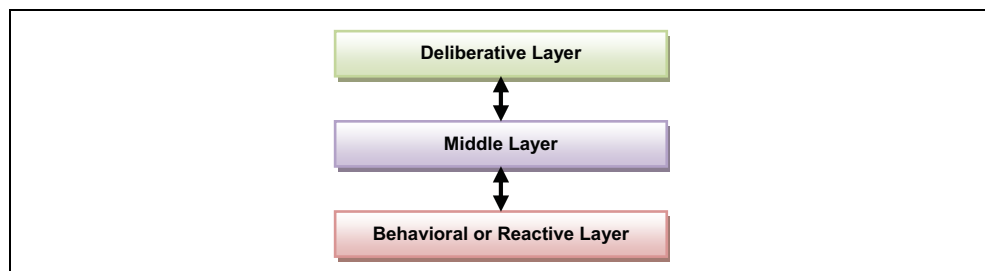 Deliberative Layer
Middle Layer
Behavioral or Reactive Layer